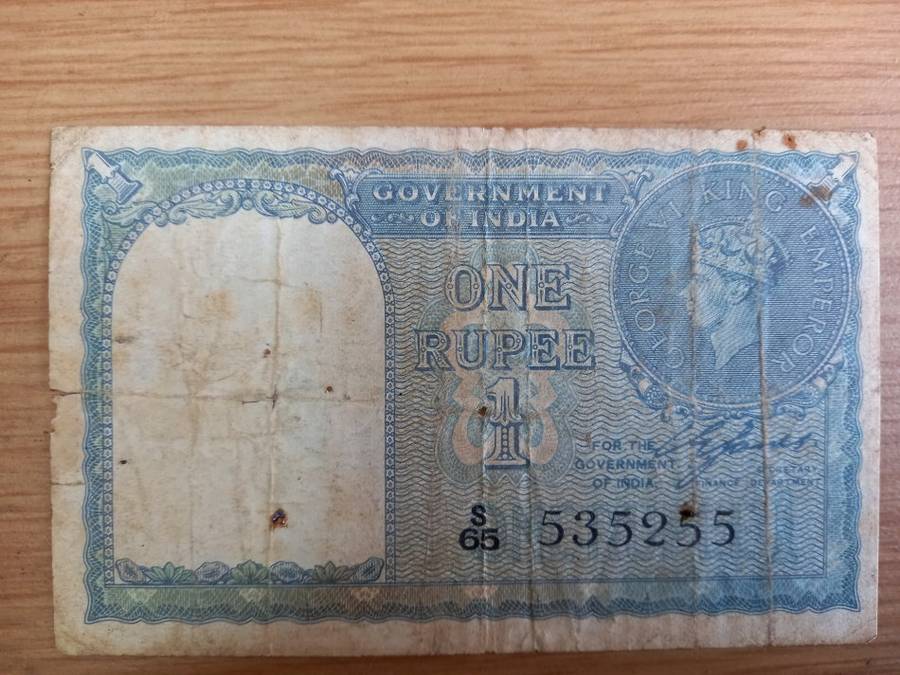 GOVERNMENT
OF INDIA
GEORGE VI KING EMPEROR
ONE
RUPEE
1
FOR THE
GOVERNMENT
OF INDIA.
SECRETARY
FINANCE DEPARTMENT
S
65 535255